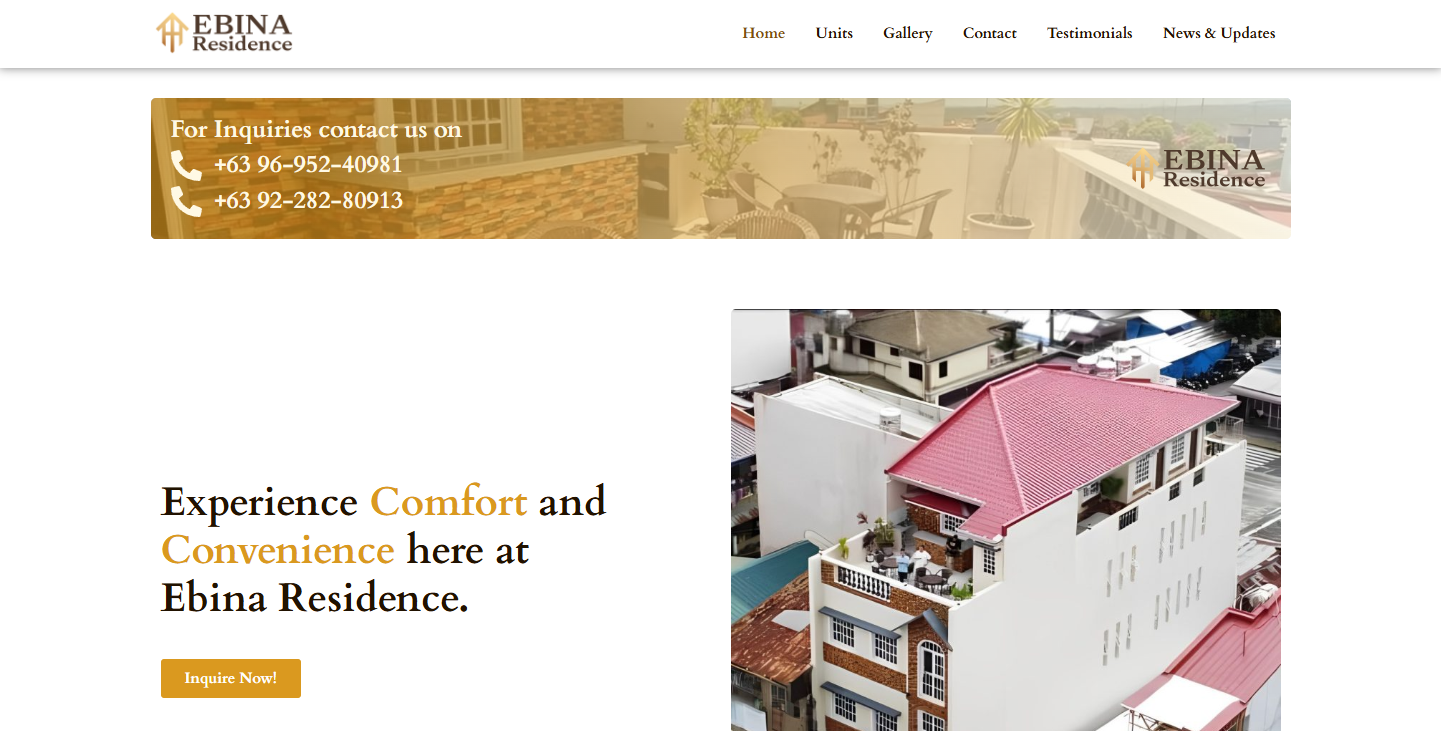 EBINA
Residence
Home Units Gallery Contact Testimonials News & Updates
For Inquiries contact us on
+63 96-952-40981
+63 92-282-80913
EBINA
Residence
Experience Comfort and
Convenience here at
Ebina Residence.
Inquire Now!